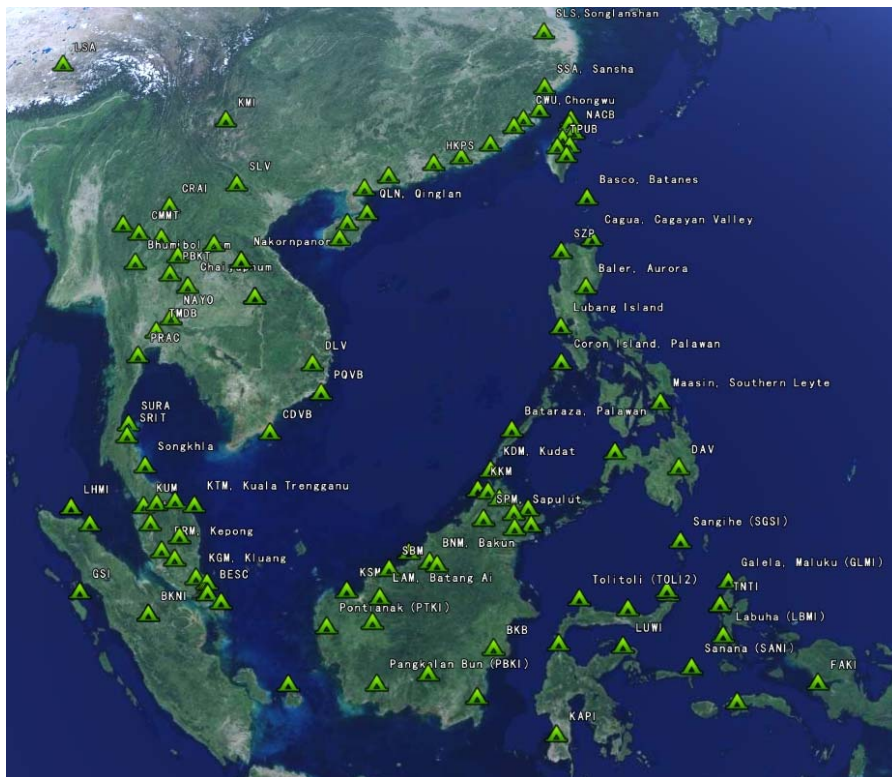 SLS, Songlanshan
LSA
SSA, Sansha
KMI
CWU, Chongwu
NACB
TPUB
HKPS
SLV
CRAI
QLN, Qinglan
Basco, Batanes
CMMT
Cagua, Cagayan Valley
Nakornpanor
SZP
PBKT
Chaiyaphum
Baler, Aurora
NAYO
Lubang Island
TMDB
PRAC
DLV
Coron Island, Palawan
PQVB
Maasin, Southern Leyte
SURA
SRIT
CDVB
Bataraza, Palawan
Songkhla
KDM, Kudat
DAV
KKM
KUM
KTM, Kuala Trengganu
LHMI
SPM, Sapulut
Sangihe (SGSI)
BNM, Bakun
SBM
KGM, Kluang
GSI
BESC
KSM
LAM, Batang Ai
Tolitoli (TOLI2)
Galela, Maluku (GLMI)
TNTI
BKNI
Pontianak (PTKI)
Labuha (LBMI)
BKB
LUWI
Sanana (SANI)
Pangkalan Bun (PBKI)
FAKI
KAPI